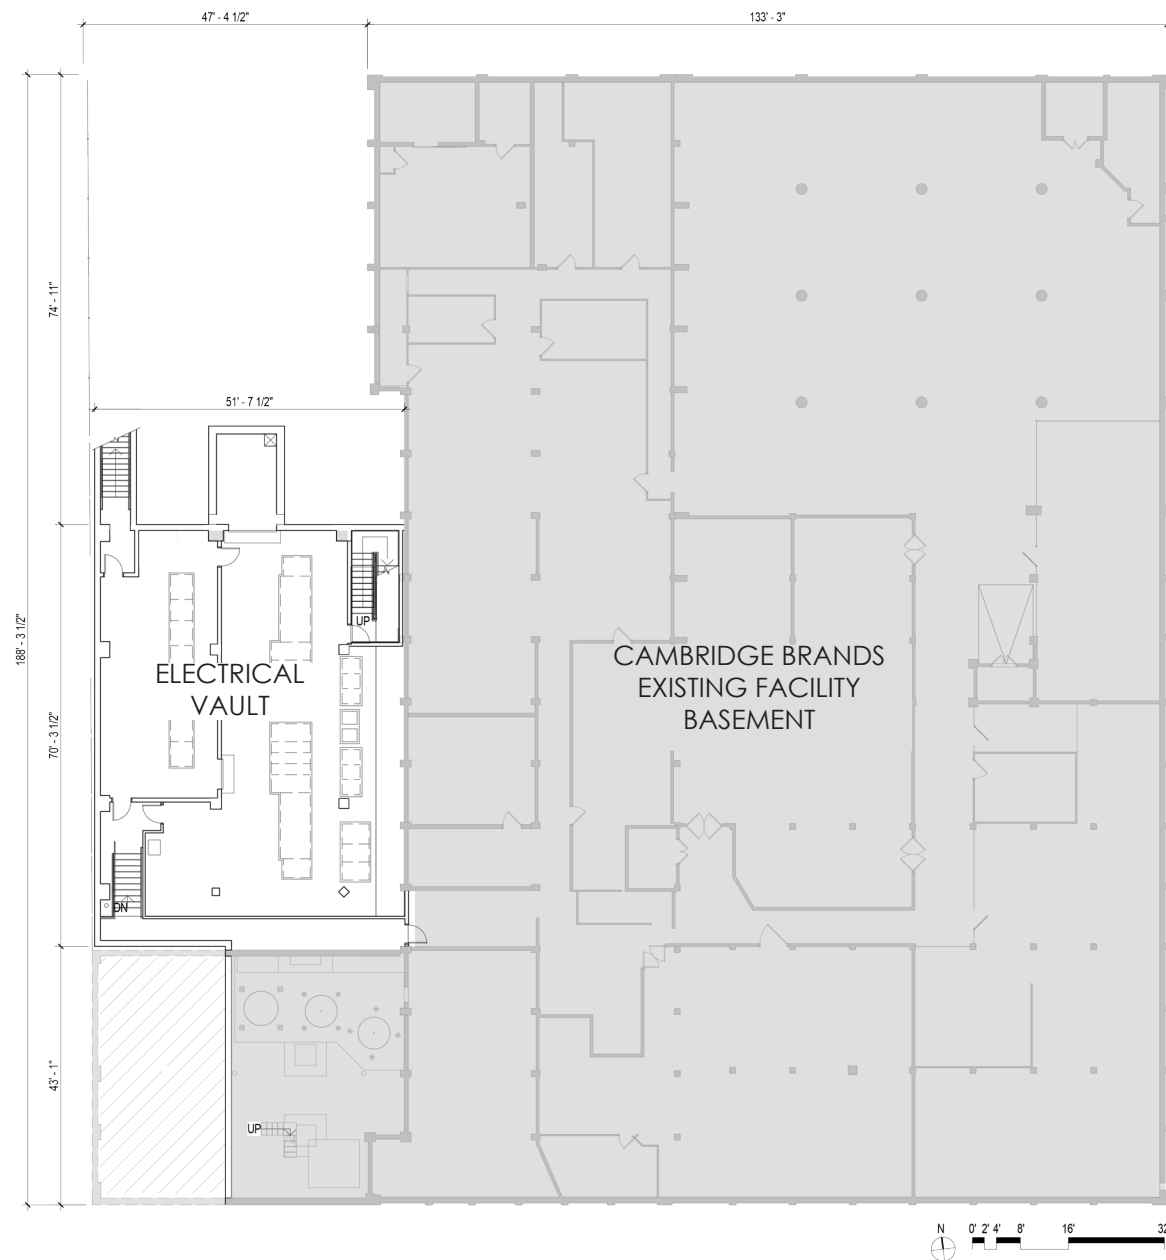 47' - 4 1/2"
133' - 3"
188' - 3 1/2"
74' - 11"
51' - 7 1/2"
UP
ELECTRICAL
VAULT
CAMBRIDGE BRANDS
EXISTING FACILITY
BASEMENT
70' - 3 1/2"
DN
43' - 1"
UP
N
0' 2' 4' 8' 16' 32